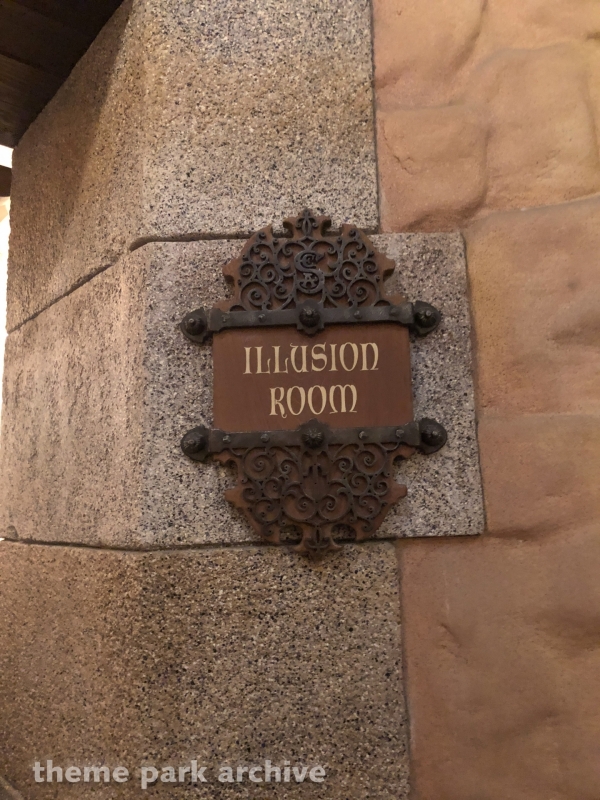 S
ILLUSION
ROOM
theme park archive